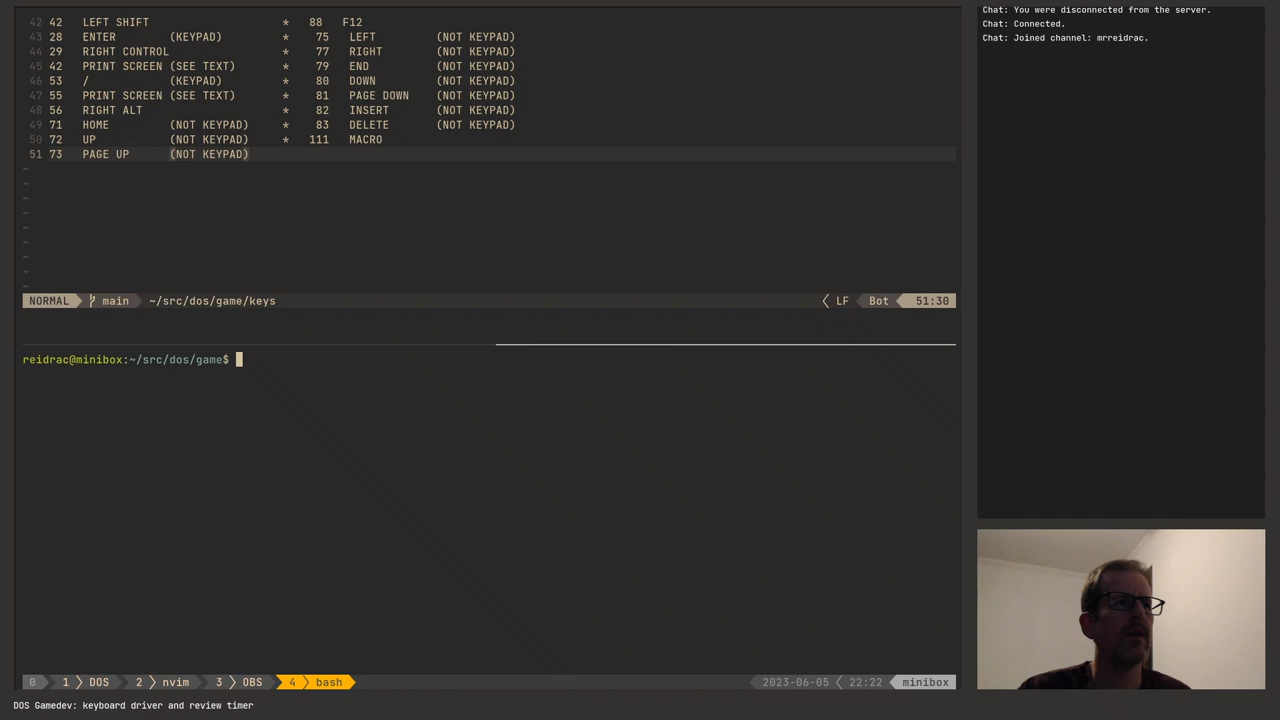 42 42 LEFT SHIFT * 88 F12
43 28 ENTER (KEYPAD) * 75 LEFT (NOT KEYPAD)
44 29 RIGHT CONTROL * 77 RIGHT (NOT KEYPAD)
45 42 PRINT SCREEN (SEE TEXT) * 79 END (NOT KEYPAD)
46 53 / (KEYPAD) * 80 DOWN (NOT KEYPAD)
47 55 PRINT SCREEN (SEE TEXT) * 81 PAGE DOWN (NOT KEYPAD)
48 56 RIGHT ALT * 82 INSERT (NOT KEYPAD)
49 71 HOME (NOT KEYPAD) * 83 DELETE (NOT KEYPAD)
50 72 UP (NOT KEYPAD) * 111 MACRO
51 73 PAGE UP (NOT KEYPAD)
~
~
~
~
~
~
~
~
~
NORMAL main ~/src/dos/game/keys LF Bot 51:30
reidrac@minibox:~/src/dos/game$
0 1 DOS 2 nvim 3 OBS 4 bash 2023-06-05 22:22 minibox
DOS Gamedev: keyboard driver and review timer
Chat: You were disconnected from the server.
Chat: Connected.
Chat: Joined channel: mrreidrac.